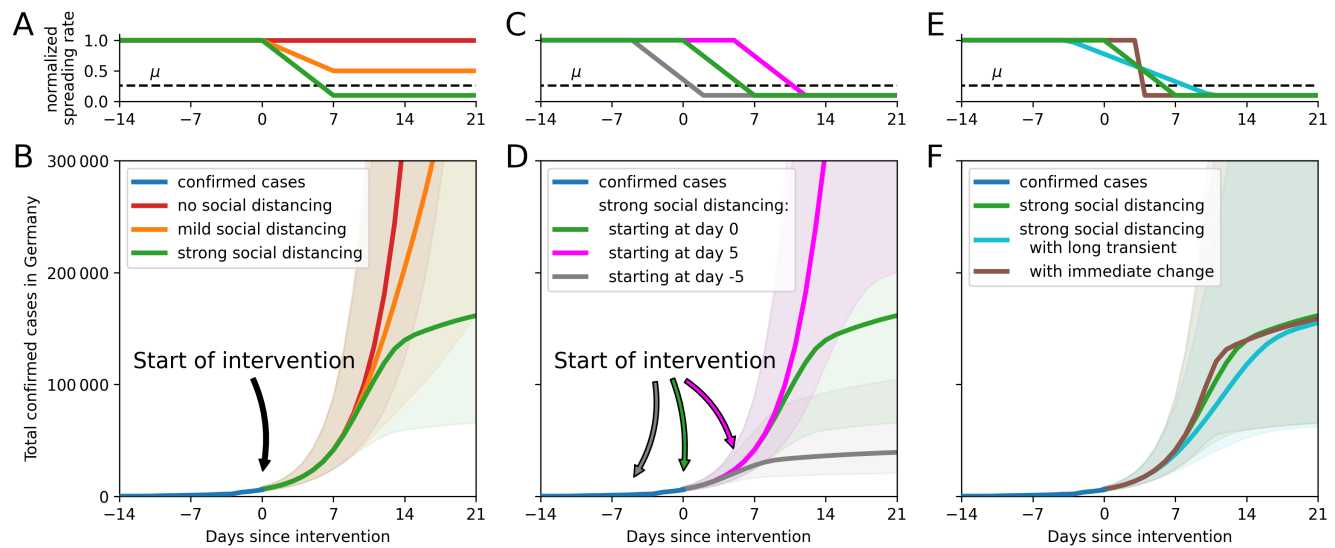 A
normalized
spreading rate
1.0
0.5
0.0
μ
−14
−7
0
7
14
21
B
Total confirmed cases in Germany
300 000
200 000
100 000
0
confirmed cases
no social distancing
mild social distancing
strong social distancing
Start of intervention
−14
−7
0
7
14
21
Days since intervention
C
μ
−14
−7
0
7
14
21
D
confirmed cases
strong social distancing:
starting at day 0
starting at day 5
starting at day -5
Start of intervention
−14
−7
0
7
14
21
Days since intervention
E
μ
−14
−7
0
7
14
21
F
confirmed cases
strong social distancing
strong social distancing
with long transient
with immediate change
−14
−7
0
7
14
21
Days since intervention